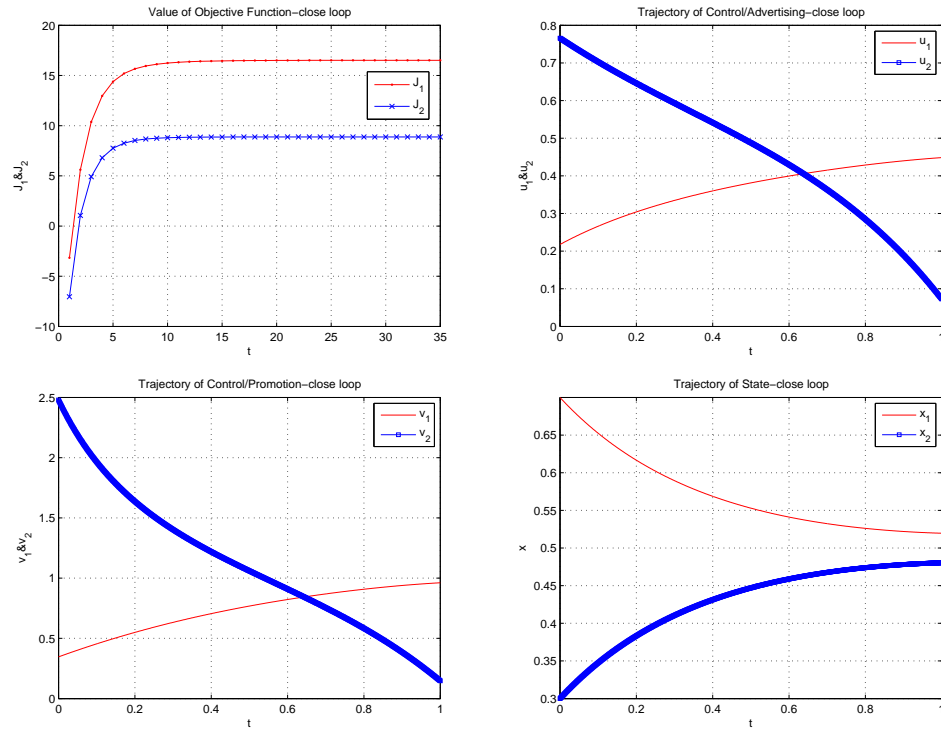 Value of Objective Function−close loop
20
15
10
5
0
−5
−10
J1&J2
0 5 10 15 20 25 30 35
t
J1
J2
Trajectory of Control/Advertising−close loop
0.8
0.7
0.6
0.5
0.4
0.3
0.2
0.1
0
u1&u2
0 0.2 0.4 0.6 0.8 1
t
u1
u2
Trajectory of Control/Promotion−close loop
2.5
2
1.5
1
0.5
0
v1&v2
0 0.2 0.4 0.6 0.8 1
t
v1
v2
Trajectory of State−close loop
0.65
0.6
0.55
0.5
0.45
0.4
0.35
0.3
x
0 0.2 0.4 0.6 0.8 1
t
x1
x2